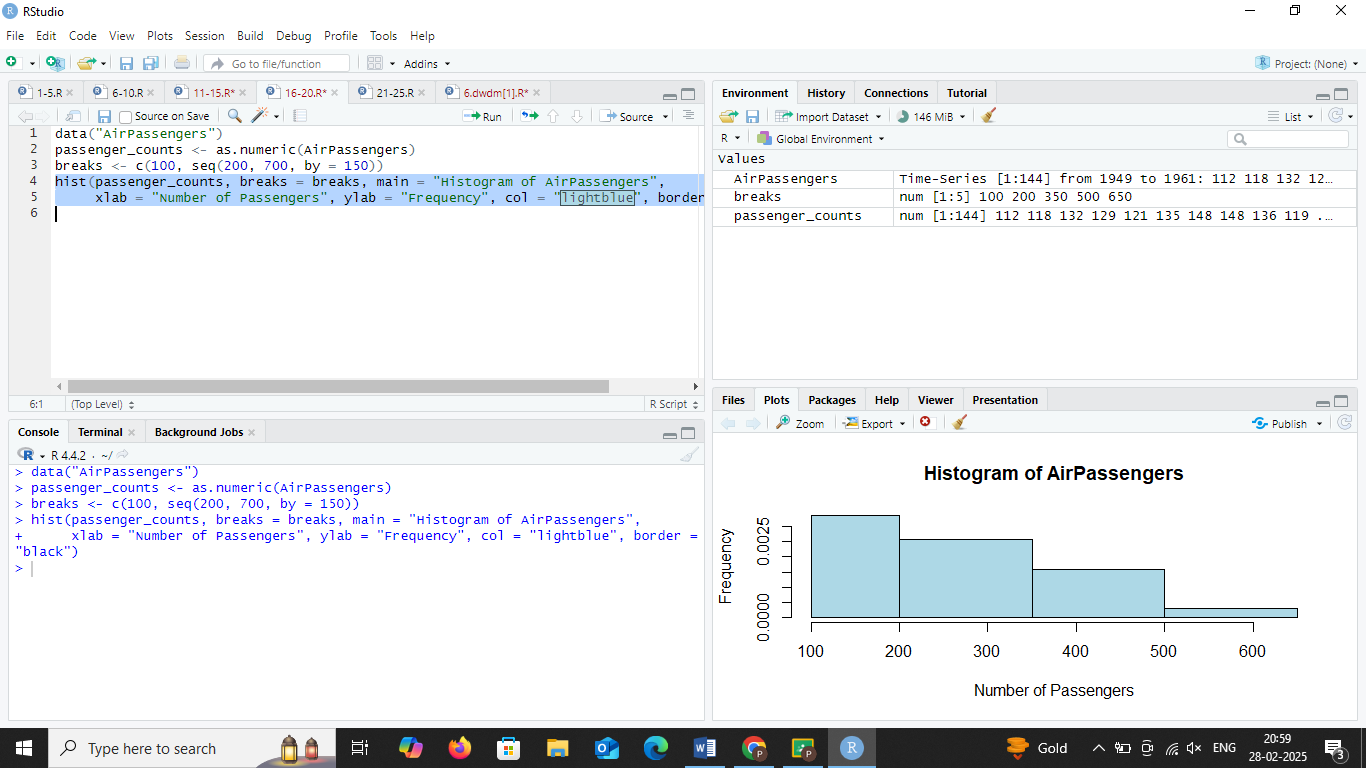 RStudio
File Edit Code View Plots Session Build Debug Profile Tools Help
Go to file/function Addins Project: (None)
1-5.R 6-10.R 11-15.R* 16-20.R* 21-25.R 6.dwdm[1].R*
Source on Save Run Source
1 data("AirPassengers")
2 passenger_counts <- as.numeric(AirPassengers)
3 breaks <- c(100, seq(200, 700, by = 150))
4 hist(passenger_counts, breaks = breaks, main = "Histogram of AirPassengers",
5 xlab = "Number of Passengers", ylab = "Frequency", col = "lightblue", border
6
6:1 (Top Level) R Script
Console Terminal Background Jobs
R 4.4.2 · ~/
> data("AirPassengers")
> passenger_counts <- as.numeric(AirPassengers)
> breaks <- c(100, seq(200, 700, by = 150))
> hist(passenger_counts, breaks = breaks, main = "Histogram of AirPassengers",
+ xlab = "Number of Passengers", ylab = "Frequency", col = "lightblue", border =
"black")
>
Environment History Connections Tutorial
Import Dataset 146 MiB List
R Global Environment
Values
AirPassengers Time-Series [1:144] from 1949 to 1961: 112 118 132 12…
breaks num [1:5] 100 200 350 500 650
passenger_counts num [1:144] 112 118 132 129 121 135 148 148 136 119 ...
Files Plots Packages Help Viewer Presentation
Zoom Export Publish
Histogram of AirPassengers
Frequency
0.0025
0.0000
100 200 300 400 500 600
Number of Passengers
Type here to search
Gold ENG 20:59
28-02-2025
3